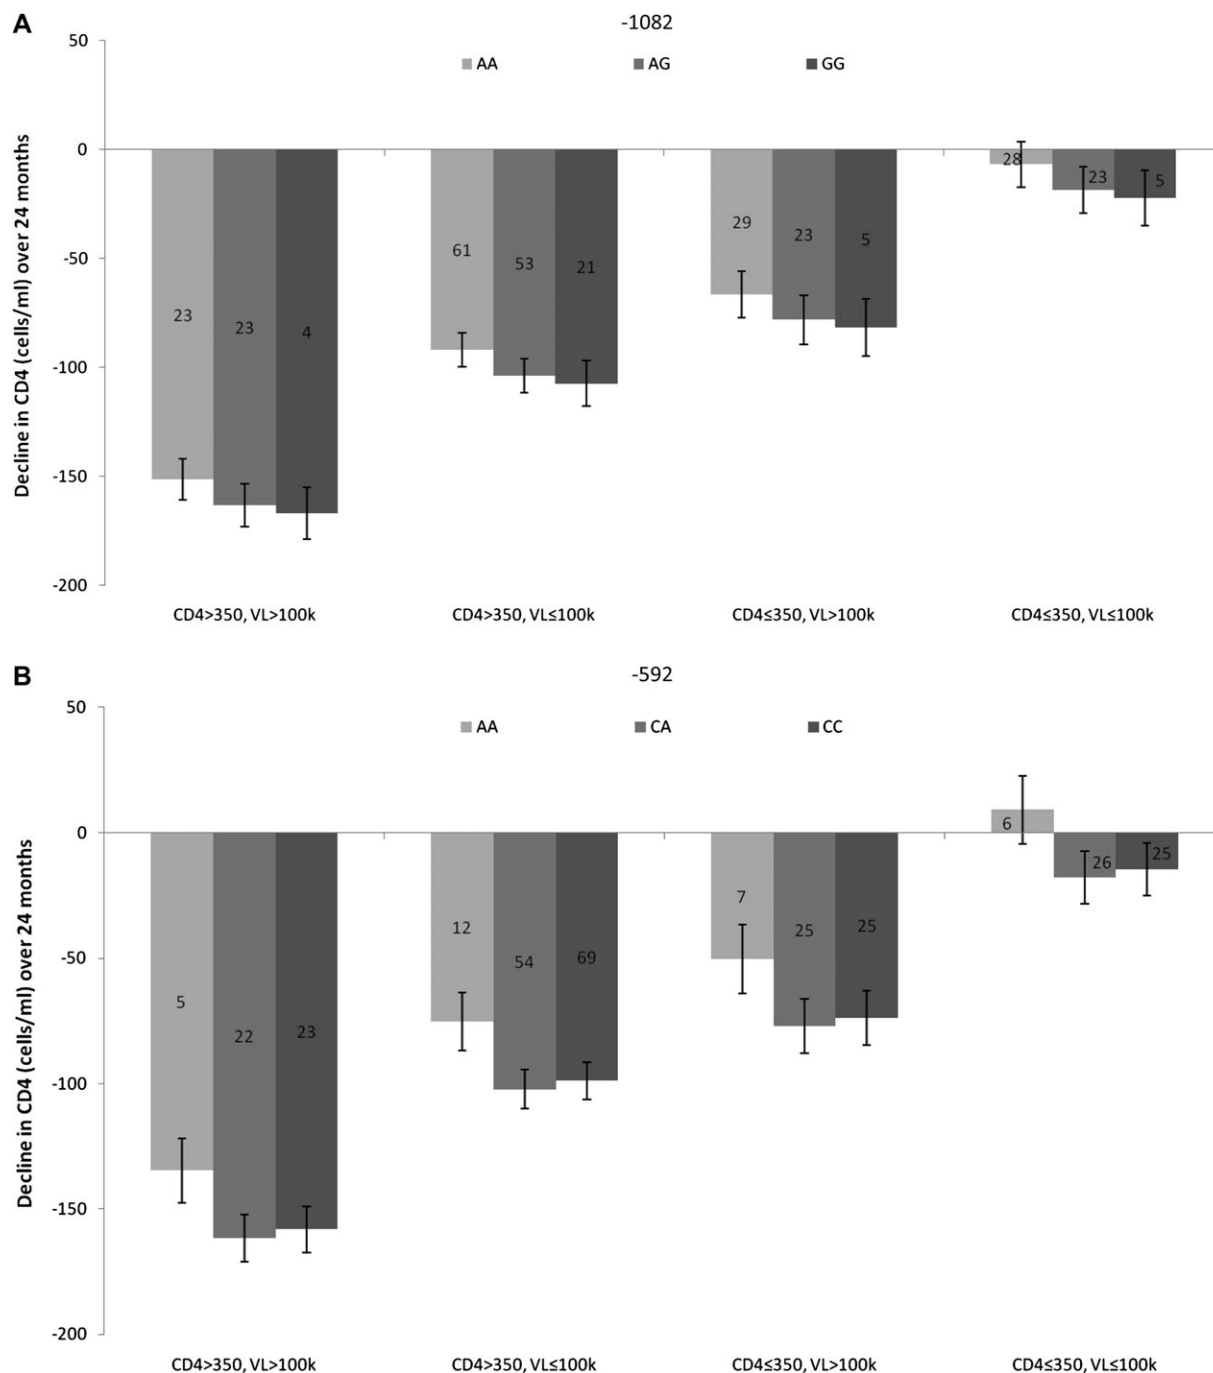 A
-1082
50
AA AG GG
0
-50
-100
-150
-200
Decline in CD4 (cells/ml) over 24 months
23 23 4
61 53 21
29 23 5
28 23 5
CD4>350, VL>100k CD4>350, VL≤100k CD4≤350, VL>100k CD4≤350, VL≤100k
B
-592
50
AA CA CC
0
-50
-100
-150
-200
Decline in CD4 (cells/ml) over 24 months
5 22 23
12 54 69
7 25 25
6 26 25
CD4>350, VL>100k CD4>350, VL≤100k CD4≤350, VL>100k CD4≤350, VL≤100k